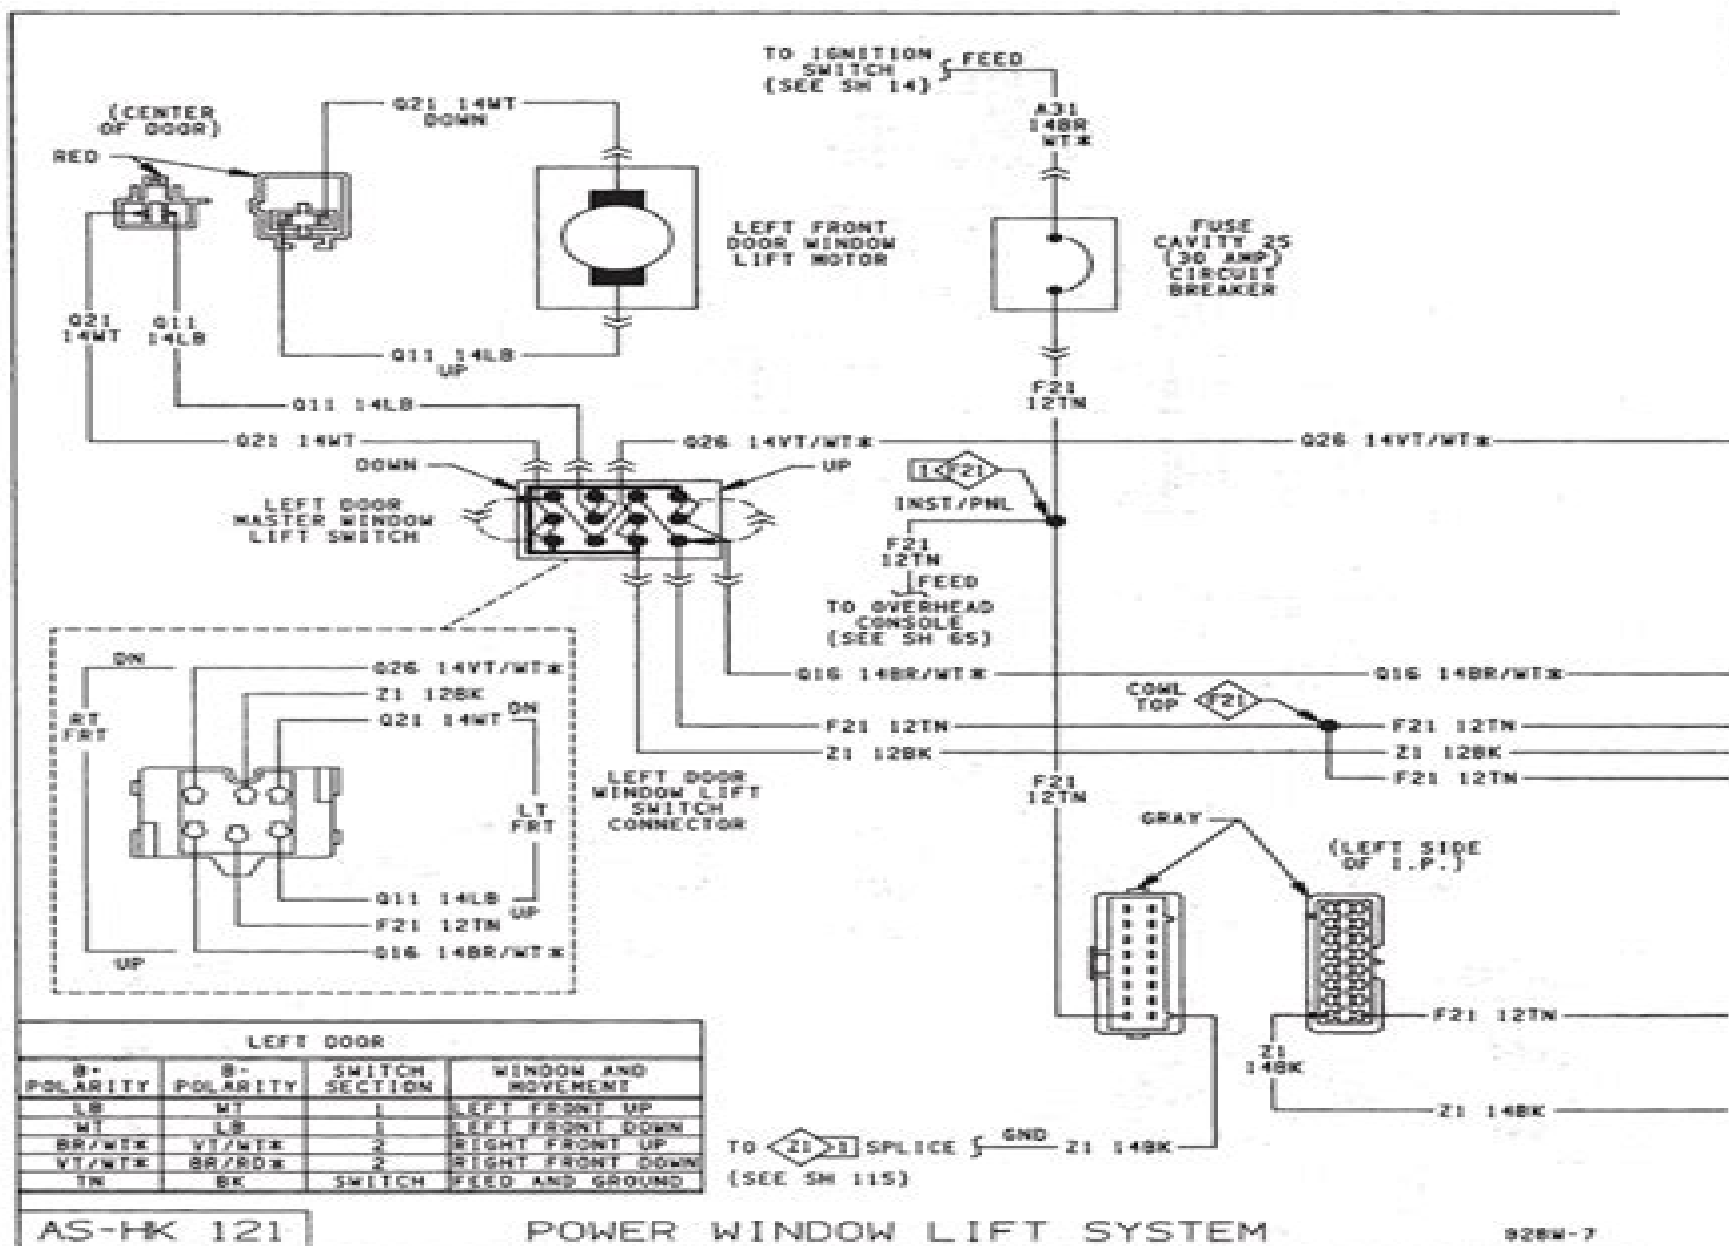 TO IGNITION
SWITCH
(SEE SH 14)
FEED
A31
14BR
WT*
(CENTER
OF DOOR)
RED
Q21 14WT
DOWN
LEFT FRONT
DOOR WINDOW
LIFT MOTOR
FUSE
CAVITY 25
(30 AMP)
CIRCUIT
BREAKER
Q21
14WT
Q11
14LB
Q11 14LB
UP
F21
12TN
Q11 14LB
Q21 14WT
Q26 14VT/WT*
Q26 14VT/WT*
DOWN
UP
1 F21
INST/PNL
LEFT DOOR
MASTER WINDOW
LIFT SWITCH
F21
12TN
FEED
TO OVERHEAD
CONSOLE
(SEE SH 65)
Q16 14BR/WT*
Q16 14BR/WT*
COWL
TOP
F21
F21 12TN
F21 12TN
Z1 12BK
Z1 12BK
F21 12TN
DN
Q26 14VT/WT*
Z1 12BK
DN
Q21 14WT
RT
FRT
LT
FRT
Q11 14LB
UP
F21 12TN
Q16 14BR/WT*
UP
LEFT DOOR
WINDOW LIFT
SWITCH
CONNECTOR
F21
12TN
GRAY
(LEFT SIDE
OF I.P.)
F21 12TN
Z1
14BK
Z1 14BK
LEFT DOOR
B+ POLARITY B- POLARITY SWITCH SECTION WINDOW AND MOVEMENT
LB WT 1 LEFT FRONT UP
WT LB 1 LEFT FRONT DOWN
BR/WT* VT/WT* 2 RIGHT FRONT UP
VT/WT* BR/RD* 2 RIGHT FRONT DOWN
TN BK SWITCH FEED AND GROUND
TO Z1 1 SPLICE
GND
Z1 14BK
(SEE SH 115)
AS-HK 121
POWER WINDOW LIFT SYSTEM
928W-7